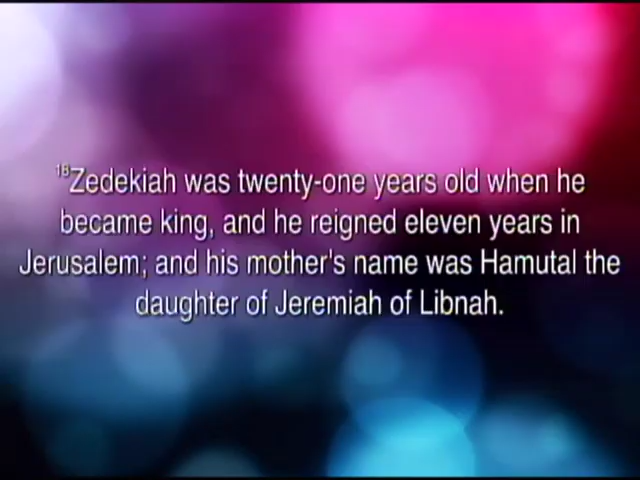 18Zedekiah was twenty-one years old when he
became king, and he reigned eleven years in
Jerusalem; and his mother's name was Hamutal the
daughter of Jeremiah of Libnah.